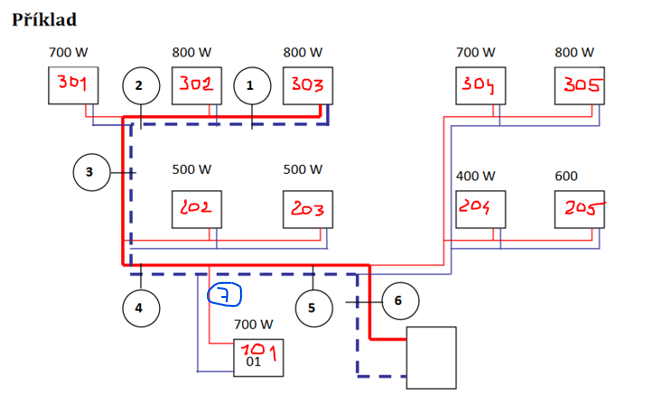 Příklad
700 W 800 W 800 W 700 W 800 W
301 2 302 1 303 304 305
3
500 W 500 W 400 W 600
202 203 204 205
4 7 5 6
700 W
101
01